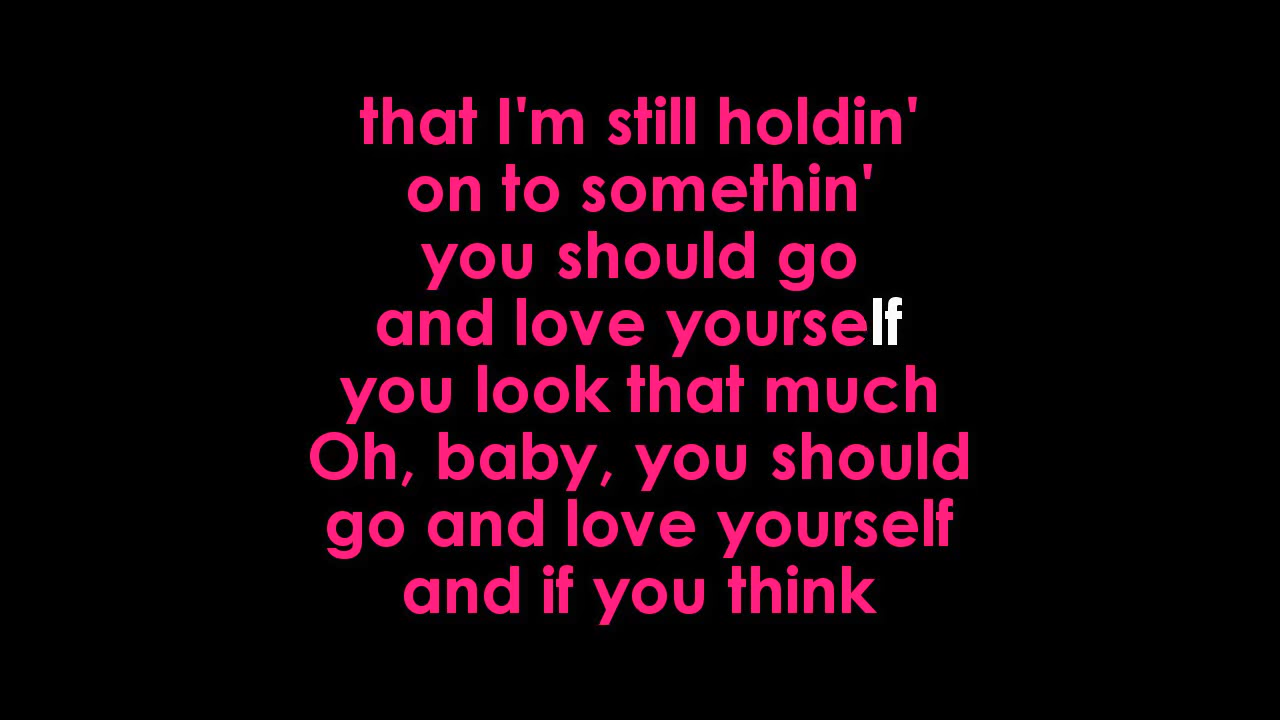 that I'm still holdin'
on to somethin'
you should go
and love yourself
you look that much
Oh, baby, you should
go and love yourself
and if you think